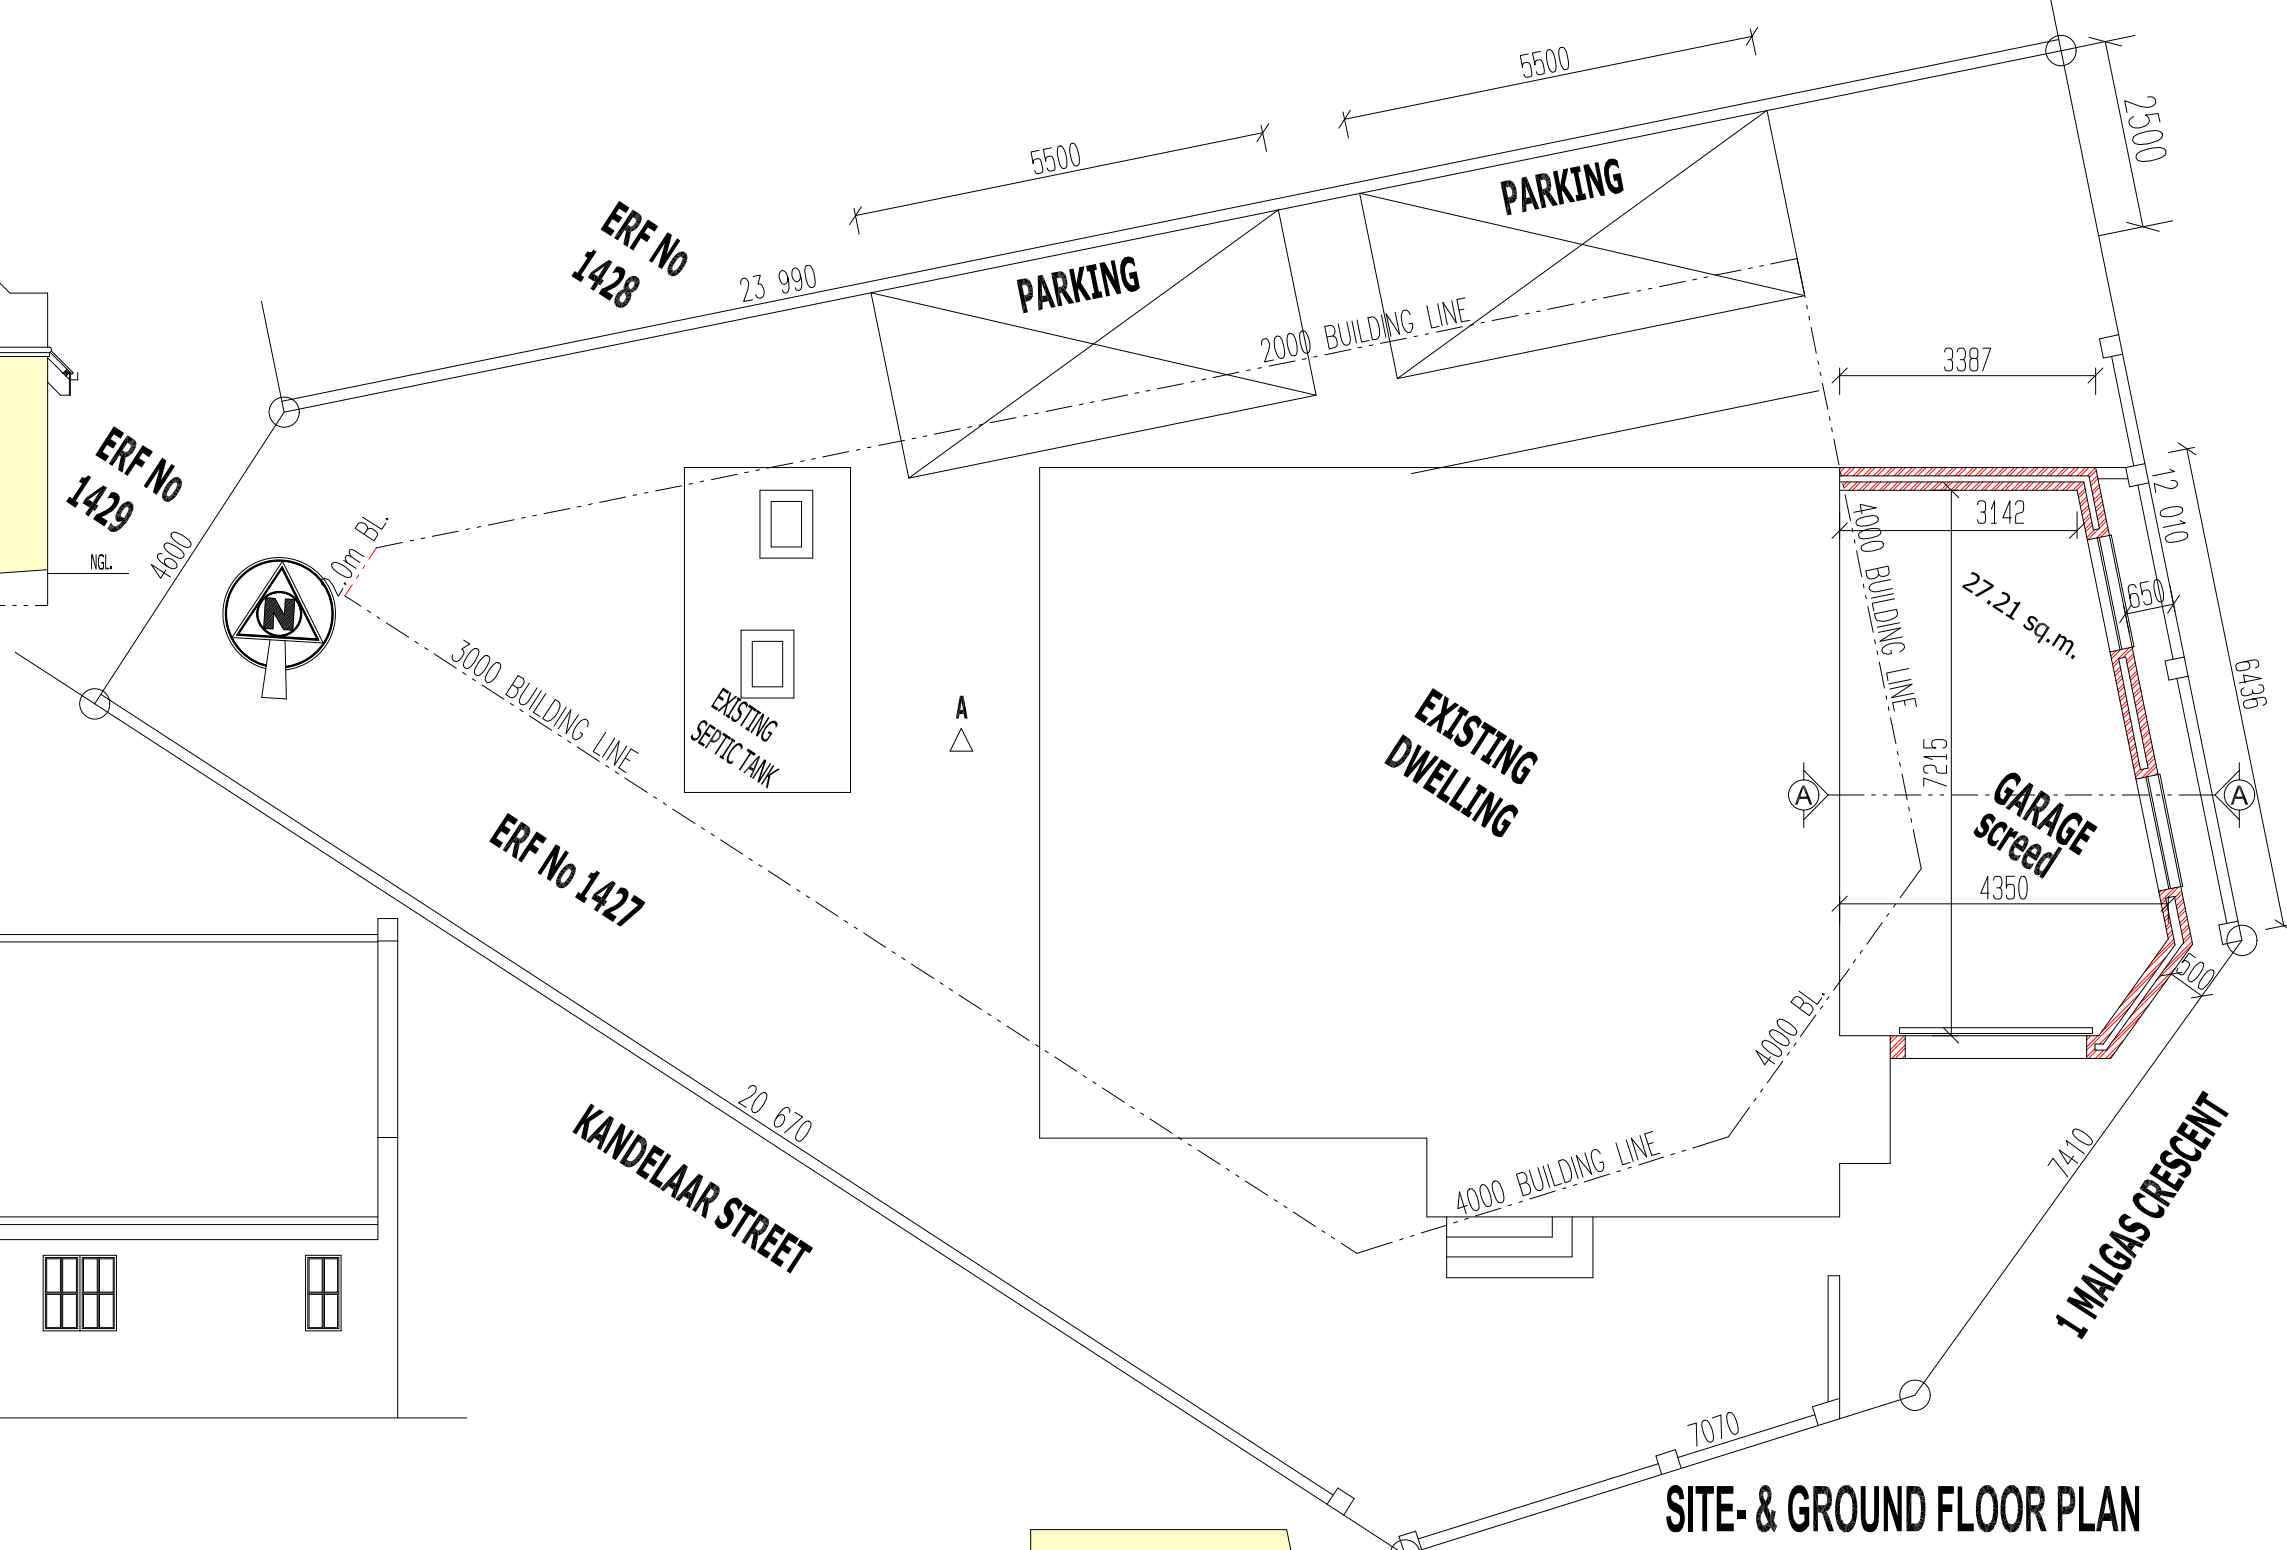 5500
5500
2500
PARKING
PARKING
ERF No
1428
23 990
2000 BUILDING LINE
3387
ERF No
1429
4600
NGL.
2.0m BL.
N
3142
12 010
4000 BUILDING LINE
27.21 sq.m.
650
6436
3000 BUILDING LINE
EXISTING
SEPTIC TANK
A
EXISTING
DWELLING
7215
A
A
GARAGE
screed
4350
ERF No 1427
500
4000 BL.
20 670
KANDELAAR STREET
4000 BUILDING LINE
7410
1 MALGAS CRESCENT
7070
SITE- & GROUND FLOOR PLAN